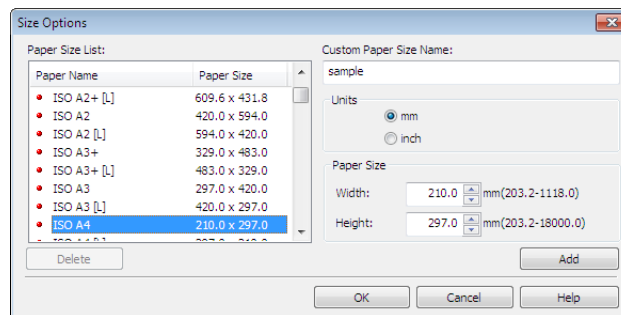 Size Options
Paper Size List:
Paper Name Paper Size
ISO A2+ [L] 609.6 x 431.8
ISO A2 420.0 x 594.0
ISO A2 [L] 594.0 x 420.0
ISO A3+ 329.0 x 483.0
ISO A3+ [L] 483.0 x 329.0
ISO A3 297.0 x 420.0
ISO A3 [L] 420.0 x 297.0
ISO A4 210.0 x 297.0
Delete
Custom Paper Size Name:
sample
Units
mm
inch
Paper Size
Width: 210.0 mm(203.2-1118.0)
Height: 297.0 mm(203.2-18000.0)
Add
OK Cancel Help